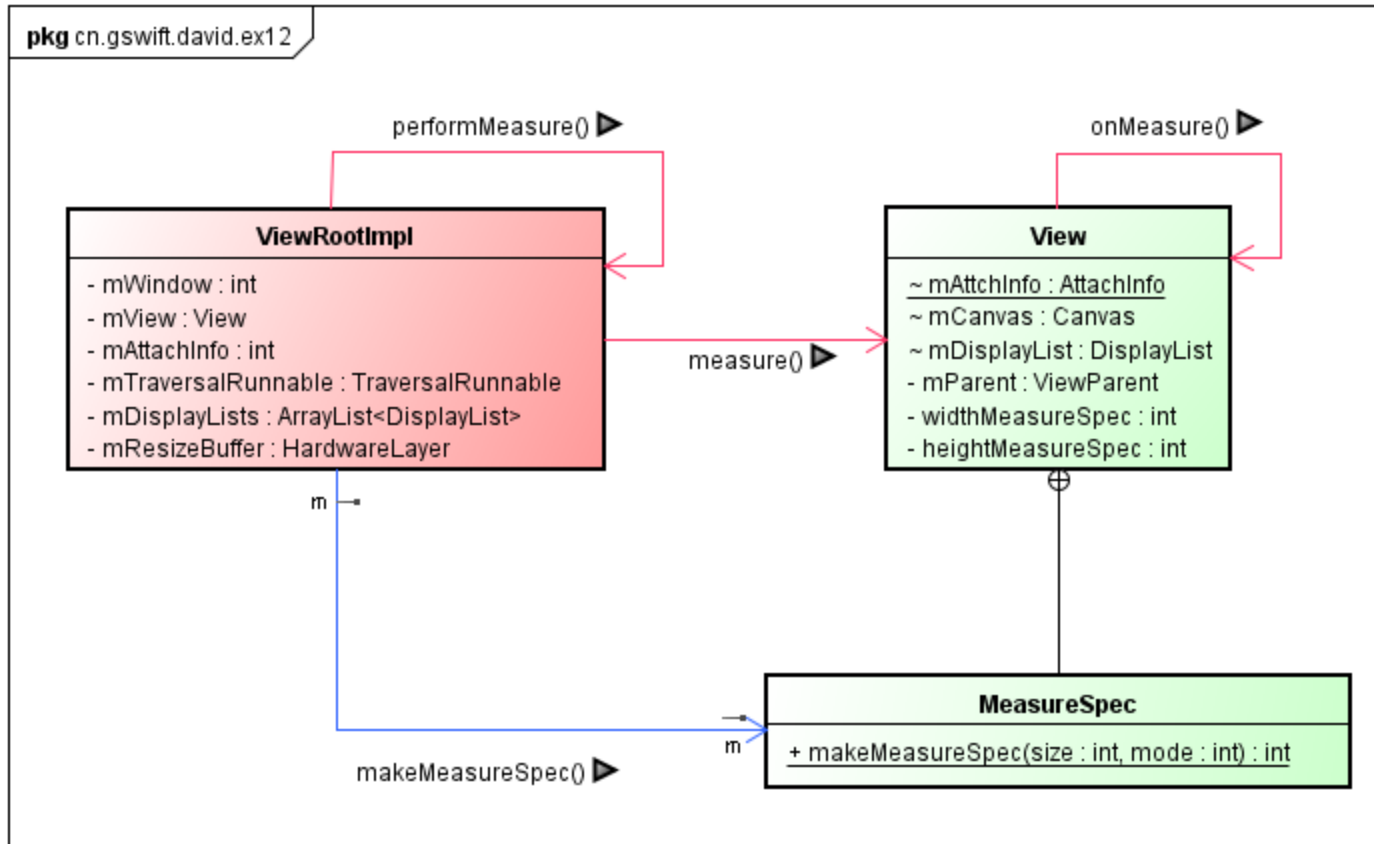 pkg cn.gswift.david.ex12
performMeasure()
onMeasure()
ViewRootImpl
- mWindow : int
- mView : View
- mAttachInfo : int
- mTraversalRunnable : TraversalRunnable
- mDisplayLists : ArrayList<DisplayList>
- mResizeBuffer : HardwareLayer
measure()
View
~ mAttchInfo : AttachInfo
~ mCanvas : Canvas
~ mDisplayList : DisplayList
- mParent : ViewParent
- widthMeasureSpec : int
- heightMeasureSpec : int
m
m
makeMeasureSpec()
MeasureSpec
+ makeMeasureSpec(size : int, mode : int) : int